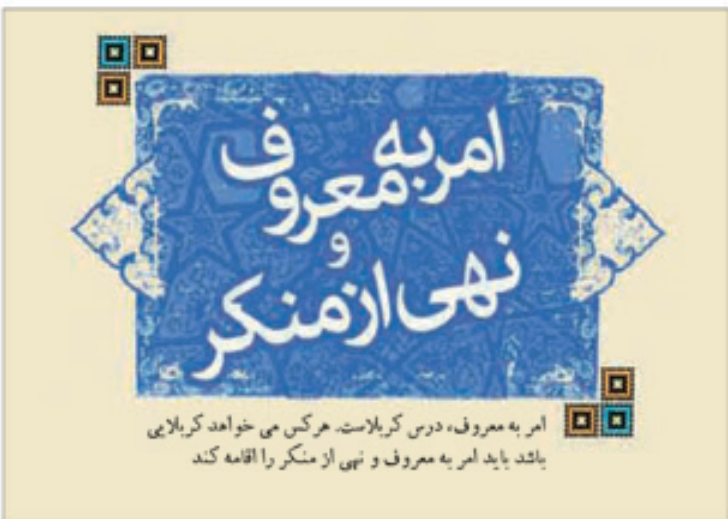 امر به معروف
و
نهی از منکر
امر به معروف، درس کربلاست. هرکس می خواهد کربلایی
باشد باید امر به معروف و نهی از منکر را اقامه کند